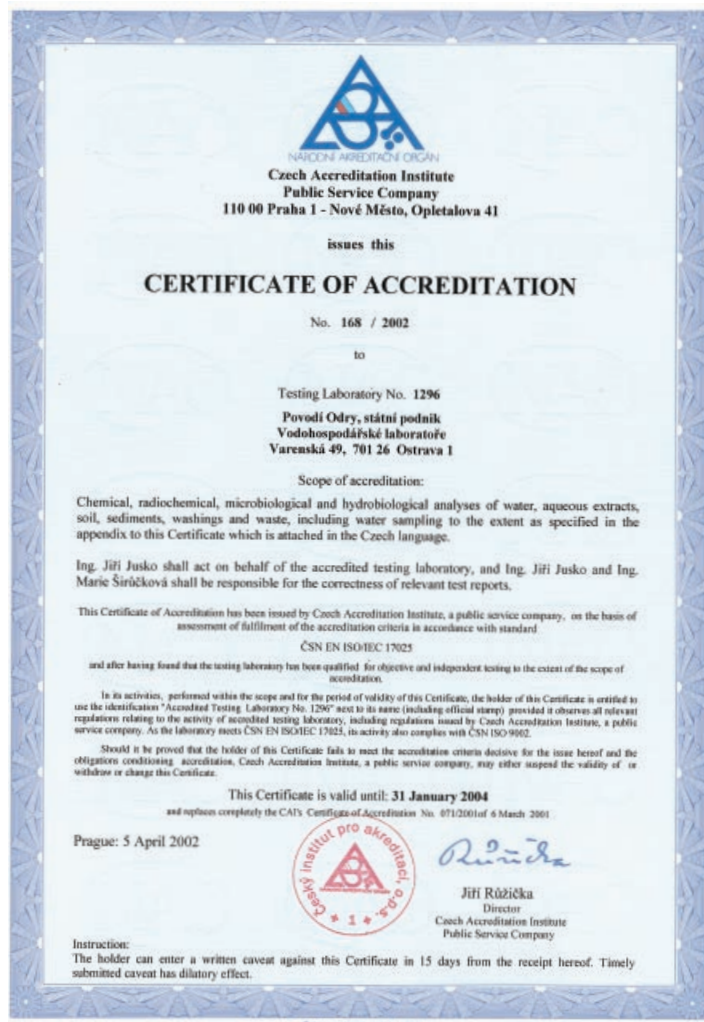 NÁRODNÍ AKREDITAČNÍ ORGÁN
Czech Accreditation Institute
Public Service Company
110 00 Praha 1 - Nové Město, Opletalova 41
issues this
CERTIFICATE OF ACCREDITATION
No. 168 / 2002
to
Testing Laboratory No. 1296
Povodí Odry, státní podnik
Vodohospodářské laboratoře
Varenská 49, 701 26 Ostrava 1
Scope of accreditation:
Chemical, radiochemical, microbiological and hydrobiological analyses of water, aqueous extracts,
soil, sediments, washings and waste, including water sampling to the extent as specified in the
appendix to this Certificate which is attached in the Czech language.
Ing. Jiří Jusko shall act on behalf of the accredited testing laboratory, and Ing. Jiří Jusko and Ing.
Marie Širůčková shall be responsible for the correctness of relevant test reports.
This Certificate of Accreditation has been issued by Czech Accreditation Institute, a public service company, on the basis of
assessment of fulfilment of the accreditation criteria in accordance with standard
ČSN EN ISO/IEC 17025
and after having found that the testing laboratory has been qualified for objective and independent testing to the extent of the scope of
accreditation.
In its activities, performed within the scope and for the period of validity of this Certificate, the holder of this Certificate is entitled to
use the identification "Accredited Testing Laboratory No. 1296" next to its name (including official stamp) provided it observes all relevant
regulations relating to the activity of accredited testing laboratory, including regulations issued by Czech Accreditation Institute, a public
service company. As the laboratory meets ČSN EN ISO/IEC 17025, its activity also complies with ČSN ISO 9002.
Should it be proved that the holder of this Certificate fails to meet the accreditation criteria decisive for the issue hereof and the
obligations conditioning accreditation, Czech Accreditation Institute, a public service company, may either suspend the validity of or
withdraw or change this Certificate.
This Certificate is valid until: 31 January 2004
and replaces completely the CAI's Certificate of Accreditation No. 071/2001of 6 March 2001
Prague: 5 April 2002
Český institut pro akreditaci, o.p.s.
1
Růžička
Jiří Růžička
Director
Czech Accreditation Institute
Public Service Company
Instruction:
The holder can enter a written caveat against this Certificate in 15 days from the receipt hereof. Timely
submitted caveat has dilatory effect.